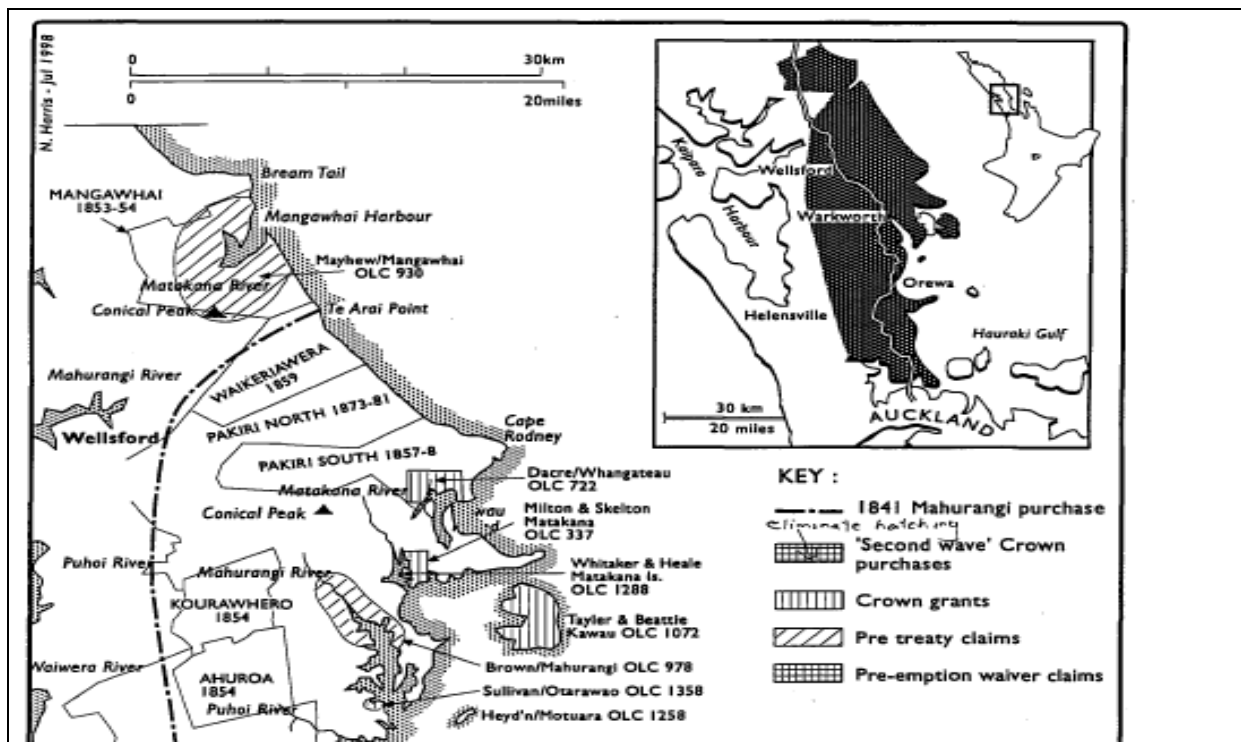 N. Harris - Jul 1998
0
30km
0
20miles
Bream Tail
MANGAWHAI
1853-54
Mangawhai Harbour
Mayhew/Mangawhai
OLC 930
Matakana River
Conical Peak
Te Arai Point
WAIKERIAWERA
1859
Mahurangi River
PAKIRI NORTH 1873-81
Wellsford
Cape
Rodney
PAKIRI SOUTH 1857-8
Dacre/Whangateau
OLC 722
Matakana River
Conical Peak
Milton & Skelton
Matakana
OLC 337
Puhoi River
Mahurangi River
Whitaker & Heale
Matakana Is.
OLC 1288
KOURAWHERO
1854
Tayler & Beattie
Kawau OLC 1072
Waiwera River
Brown/Mahurangi OLC 978
AHUROA
1854
Sullivan/Otarawao OLC 1358
Puhoi River
Heyd'n/Motuara OLC 1258
Kaipara
Harbour
Wellsford
Warkworth
Orewa
Helensville
Hauraki Gulf
30 km
20 miles
AUCKLAND
KEY :
1841 Mahurangi purchase
eliminate hatching
'Second wave' Crown
purchases
Crown grants
Pre treaty claims
Pre-emption waiver claims